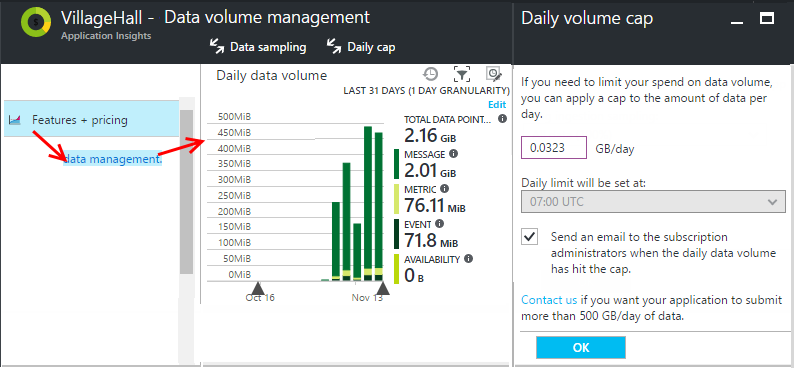 VillageHall - Data volume management
Application Insights
Data sampling
Daily cap
Features + pricing
data management.
Daily data volume
LAST 31 DAYS (1 DAY GRANULARITY)
Edit
500MiB
450MiB
400MiB
350MiB
300MiB
250MiB
200MiB
150MiB
100MiB
50MiB
0MiB
Oct 16
Nov 13
TOTAL DATA POINT...
2.16 GiB
MESSAGE
2.01 GiB
METRIC
76.11 MiB
EVENT
71.8 MiB
AVAILABILITY
0 B
Daily volume cap
If you need to limit your spend on data volume,
you can apply a cap to the amount of data per
day.
0.0323 GB/day
Daily limit will be set at:
07:00 UTC
Send an email to the subscription
administrators when the daily data volume
has hit the cap.
Contact us if you want your application to submit
more than 500 GB/day of data.
OK